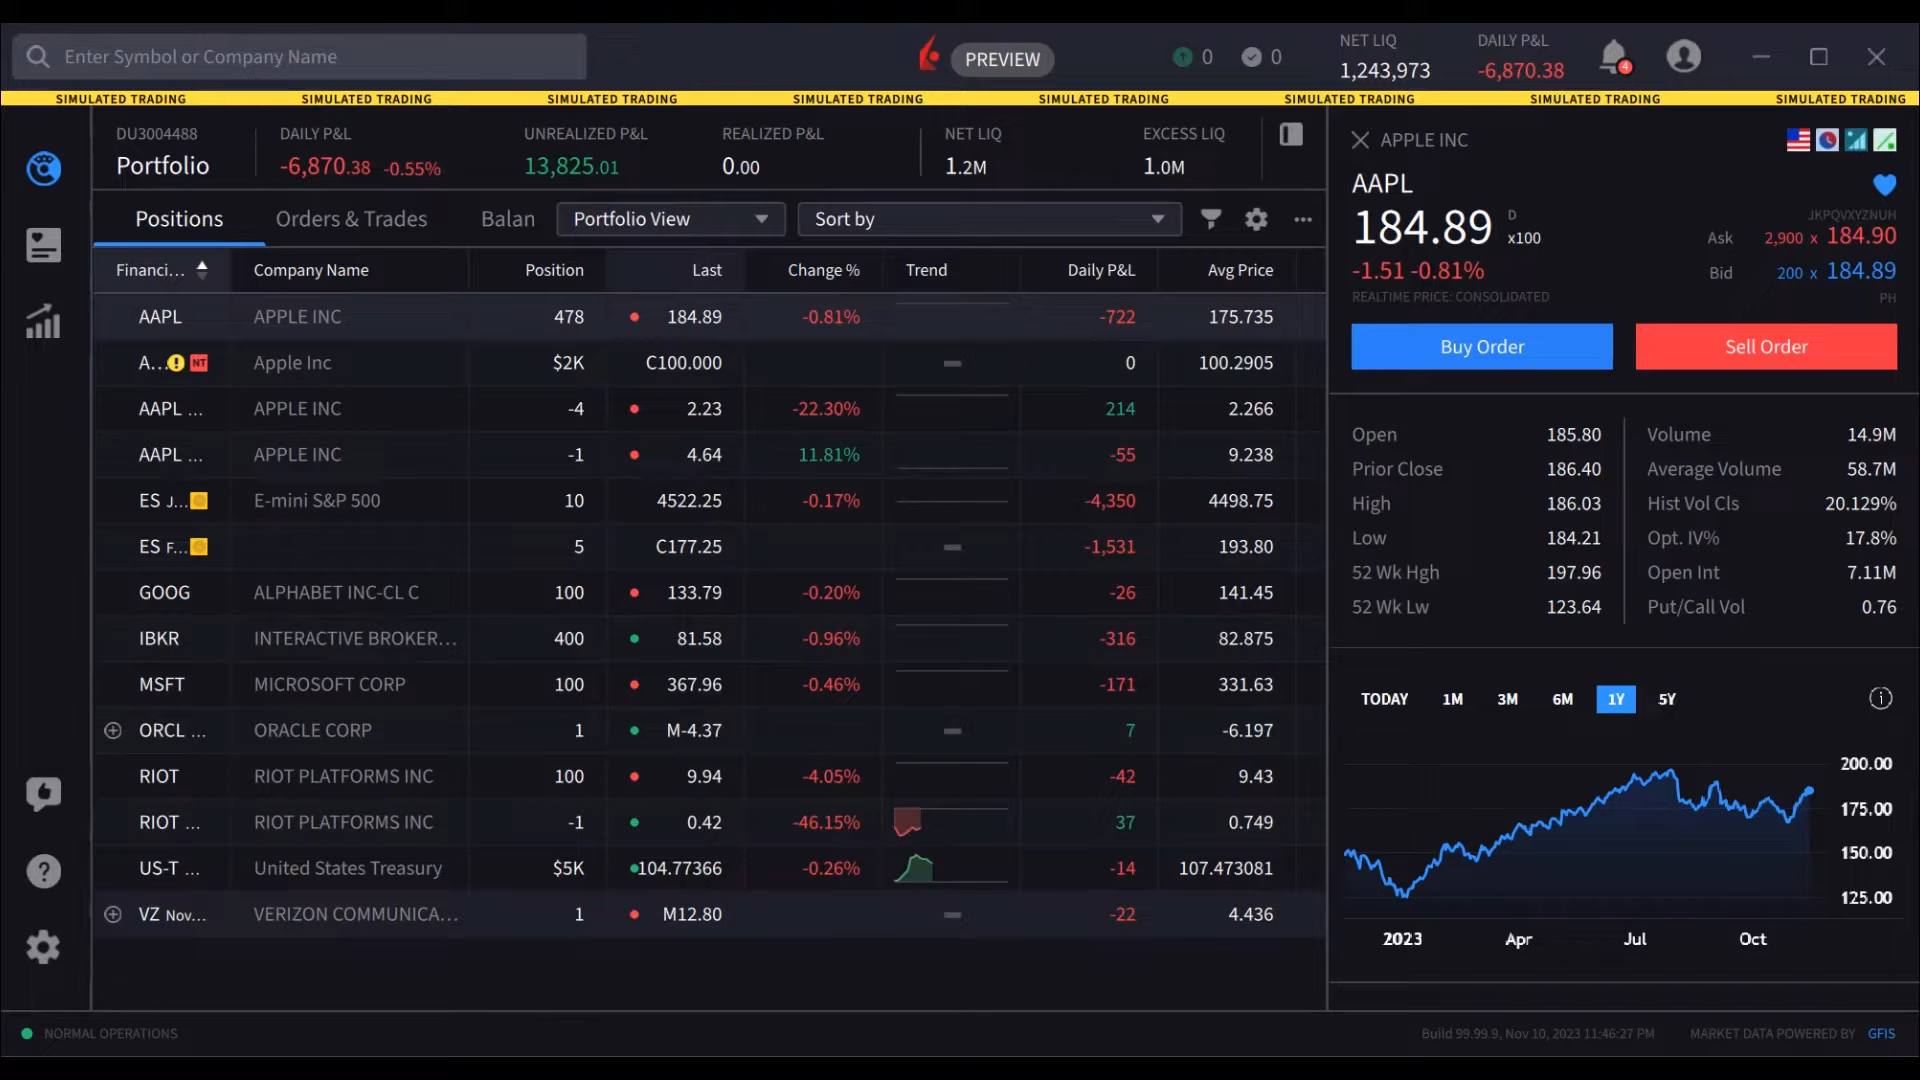 Enter Symbol or Company Name
PREVIEW
0
0
NET LIQ
1,243,973
DAILY P&L
-6,870.38
4
SIMULATED TRADING SIMULATED TRADING SIMULATED TRADING SIMULATED TRADING SIMULATED TRADING SIMULATED TRADING SIMULATED TRADING SIMULATED TRADING
DU3004488
Portfolio
DAILY P&L
-6,870.38 -0.55%
UNREALIZED P&L
13,825.01
REALIZED P&L
0.00
NET LIQ
1.2M
EXCESS LIQ
1.0M
Positions Orders & Trades Balan Portfolio View Sort by
Financi... Company Name Position Last Change % Trend Daily P&L Avg Price
AAPL APPLE INC 478 184.89 -0.81% -722 175.735
A... NT Apple Inc $2K C100.000 0 100.2905
AAPL ... APPLE INC -4 2.23 -22.30% 214 2.266
AAPL ... APPLE INC -1 4.64 11.81% -55 9.238
ES J... E-mini S&P 500 10 4522.25 -0.17% -4,350 4498.75
ES F... 5 C177.25 -1,531 193.80
GOOG ALPHABET INC-CL C 100 133.79 -0.20% -26 141.45
IBKR INTERACTIVE BROKER... 400 81.58 -0.96% -316 82.875
MSFT MICROSOFT CORP 100 367.96 -0.46% -171 331.63
ORCL ... ORACLE CORP 1 M-4.37 7 -6.197
RIOT RIOT PLATFORMS INC 100 9.94 -4.05% -42 9.43
RIOT ... RIOT PLATFORMS INC -1 0.42 -46.15% 37 0.749
US-T ... United States Treasury $5K 104.77366 -0.26% -14 107.473081
VZ Nov... VERIZON COMMUNICA... 1 M12.80 -22 4.436
APPLE INC
AAPL
184.89
D
x100
-1.51 -0.81%
REALTIME PRICE: CONSOLIDATED
JKPQVXYZNUH
Ask 2,900 x 184.90
Bid 200 x 184.89
PH
Buy Order
Sell Order
Open 185.80 Volume 14.9M
Prior Close 186.40 Average Volume 58.7M
High 186.03 Hist Vol Cls 20.129%
Low 184.21 Opt. IV% 17.8%
52 Wk Hgh 197.96 Open Int 7.11M
52 Wk Lw 123.64 Put/Call Vol 0.76
TODAY 1M 3M 6M 1Y 5Y
200.00
175.00
150.00
125.00
2023 Apr Jul Oct
NORMAL OPERATIONS
Build 99.99.9, Nov 10, 2023 11:46:27 PM
MARKET DATA POWERED BY GFIS